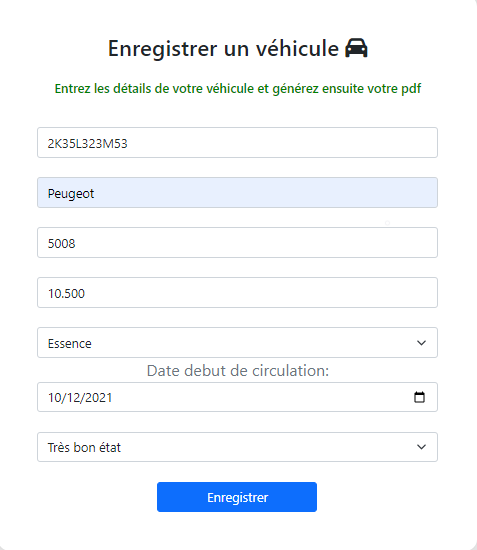 Enregistrer un véhicule
Entrez les détails de votre véhicule et générez ensuite votre pdf
2K35L323M53
Peugeot
5008
10.500
Essence
Date debut de circulation:
10/12/2021
Très bon état
Enregistrer